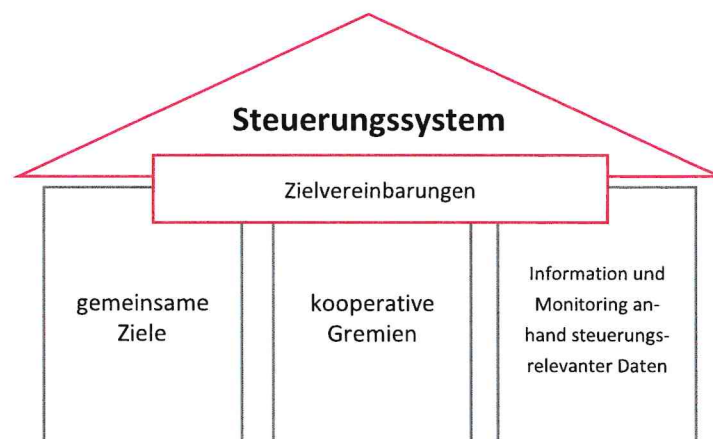 Steuerungssystem
Zielvereinbarungen
gemeinsame
Ziele
kooperative
Gremien
Information und
Monitoring an-
hand steuerungs-
relevanter Daten